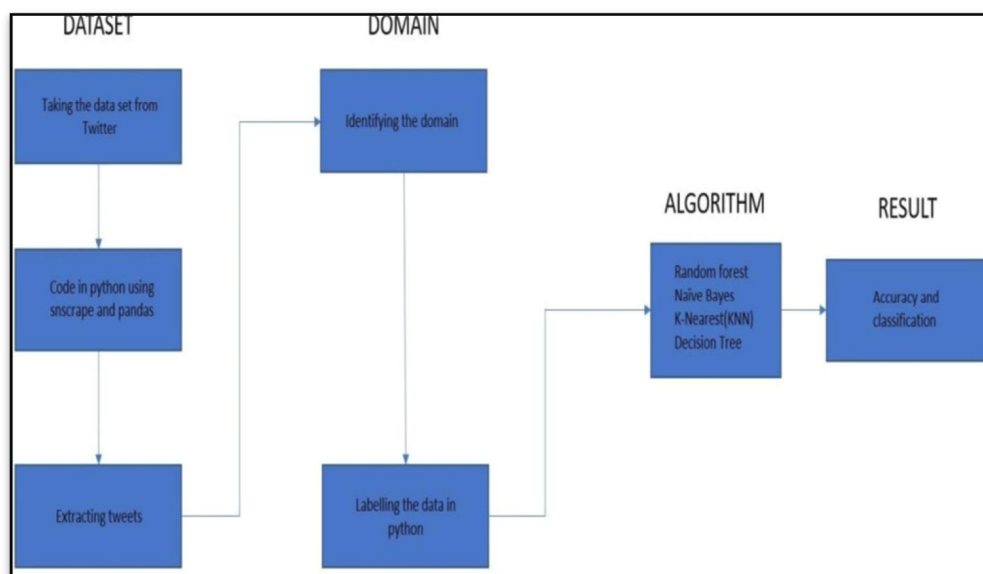 DATASET
Taking the data set from
Twitter
Code in python using
snscrape and pandas
Extracting tweets
DOMAIN
Identifying the domain
Labelling the data in
python
ALGORITHM
Random forest
Naïve Bayes
K-Nearest(KNN)
Decision Tree
RESULT
Accuracy and
classification